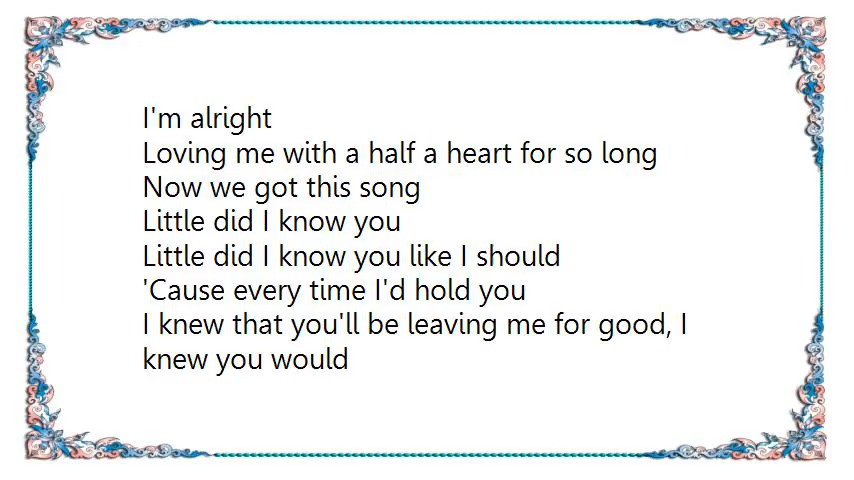 I'm alright
Loving me with a half a heart for so long
Now we got this song
Little did I know you
Little did I know you like I should
'Cause every time I'd hold you
I knew that you'll be leaving me for good, I
knew you would